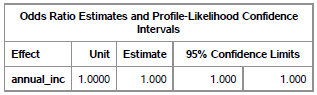 Odds Ratio Estimates and Profile-Likelihood Confidence
Intervals
Effect Unit Estimate 95% Confidence Limits
annual_inc 1.0000 1.000 1.000 1.000